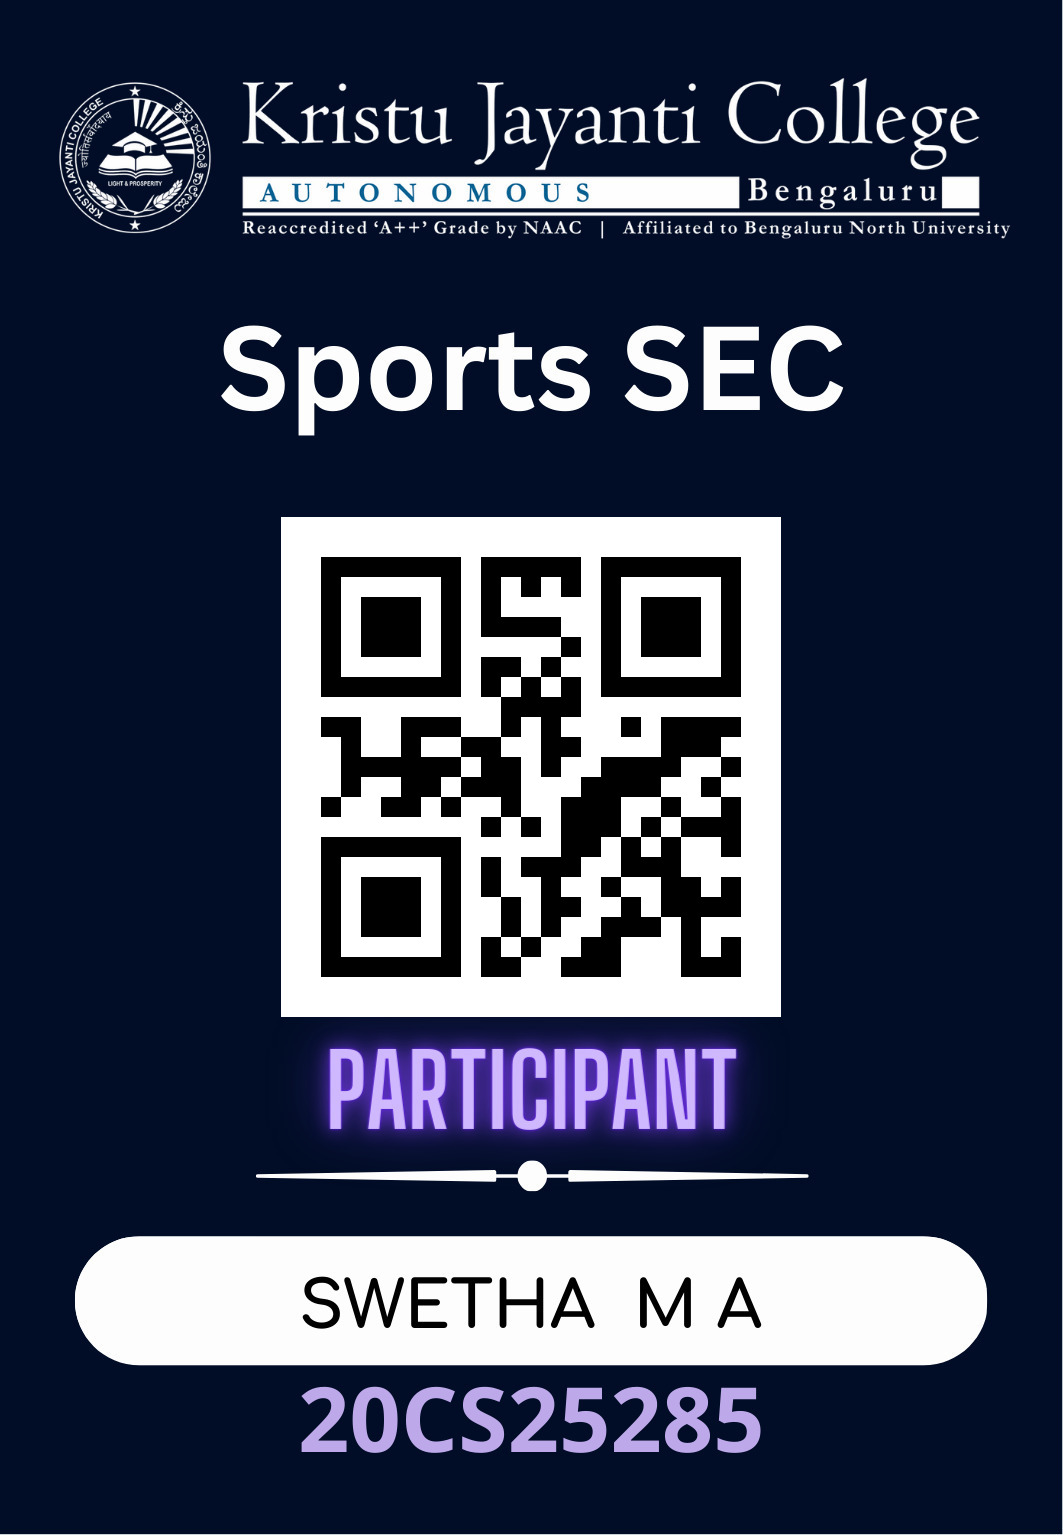 Kristu Jayanti College
AUTONOMOUS Bengaluru
Reaccredited ‘A++’ Grade by NAAC | Affiliated to Bengaluru North University
KRISTU JAYANTI COLLEGE
LIGHT & PROSPERITY
Sports SEC
PARTICIPANT
SWETHA M A
20CS25285